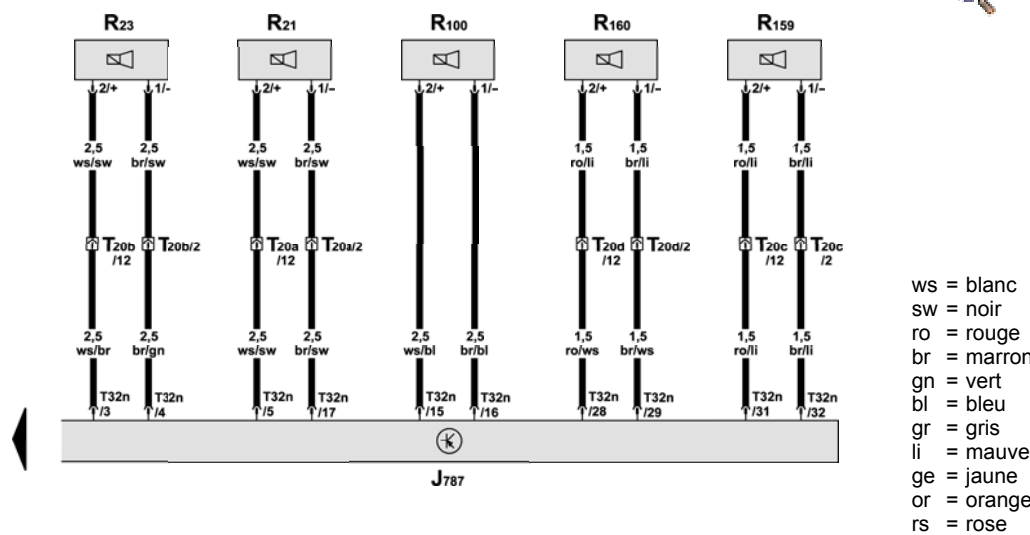 R23 R21 R100 R160 R159
2/+ 1/– 2/+ 1/– 2/+ 1/– 2/+ 1/– 2/+ 1/–
2,5 2,5 2,5 2,5 1,5 1,5 1,5 1,5
ws/sw br/sw ws/sw br/sw ro/li br/li ro/li br/li
T20b T20b/2 T20a T20a/2 T20d T20d/2 T20c T20c
/12 /12 /12 /12 /2
2,5 2,5 2,5 2,5 2,5 2,5 1,5 1,5 1,5 1,5
ws/br br/gn ws/sw br/sw ws/bl br/bl ro/ws br/ws ro/li br/li
T32n T32n T32n T32n T32n T32n T32n T32n T32n T32n
/3 /4 /5 /17 /15 /16 /28 /29 /31 /32
J787
ws = blanc
sw = noir
ro = rouge
br = marron
gn = vert
bl = bleu
gr = gris
li = mauve
ge = jaune
or = orange
rs = rose